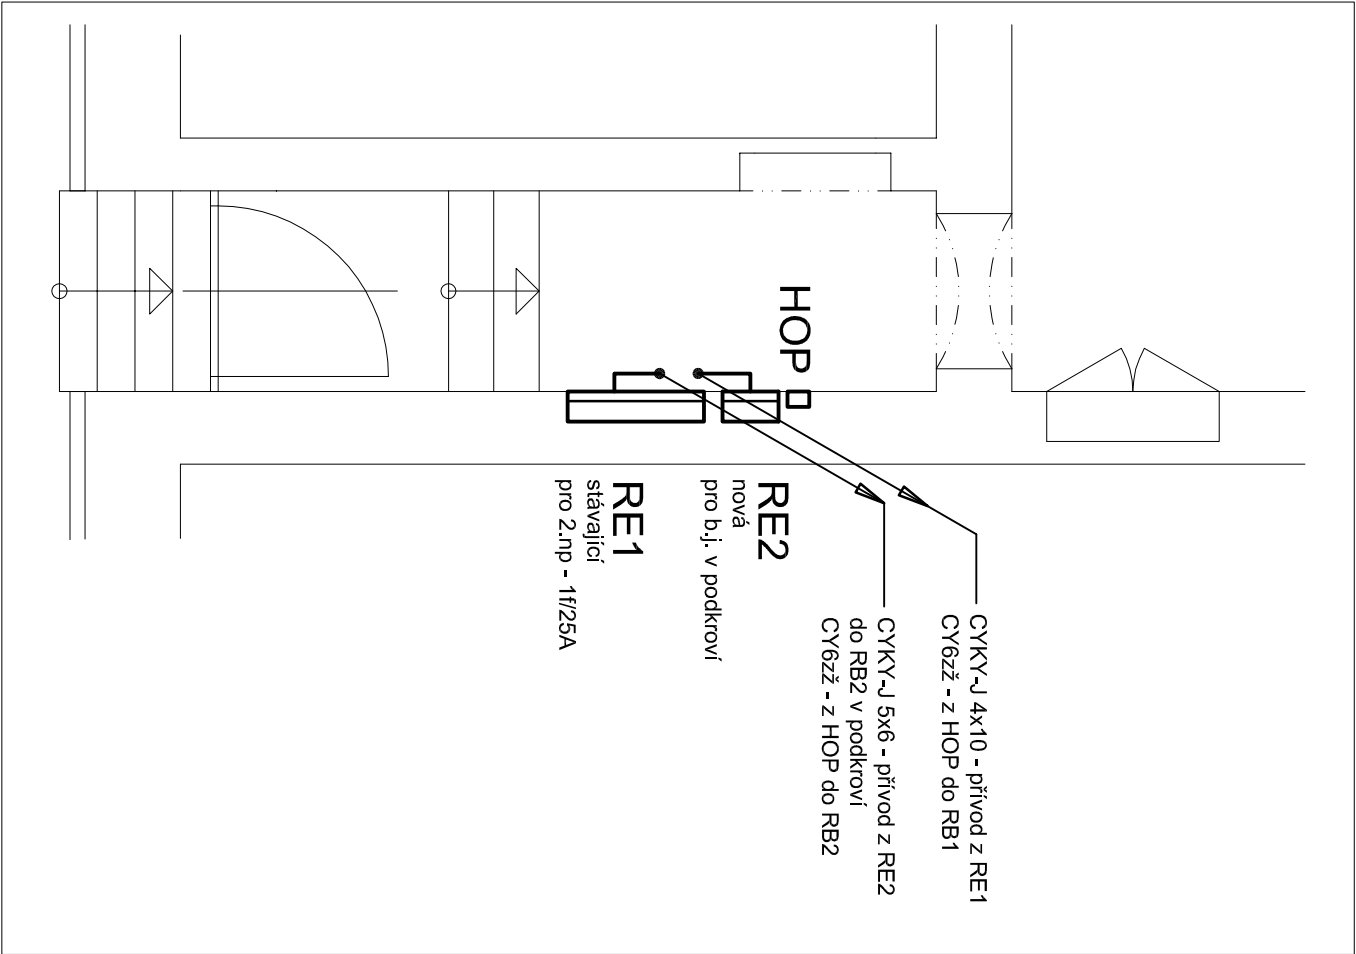 HOP
RE2
nová
pro b.j. v podkroví
RE1
stávající
pro 2.np - 1f/25A
CYKY-J 4x10 - přívod z RE1
CY6zž - z HOP do RB1
CYKY-J 5x6 - přívod z RE2
do RB2 v podkroví
CY6zž - z HOP do RB2